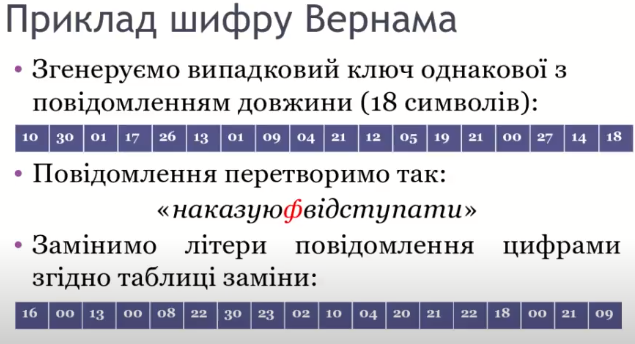 Приклад шифру Вернама
• Згенеруємо випадковий ключ однакової з
повідомленням довжини (18 символів):
10 30 01 17 26 13 01 09 04 21 12 05 19 21 00 27 14 18
• Повідомлення перетворимо так:
«наказуюфвідступати»
• Замінимо літери повідомлення цифрами
згідно таблиці заміни:
16 00 13 00 08 22 30 23 02 10 04 20 21 22 18 00 21 09